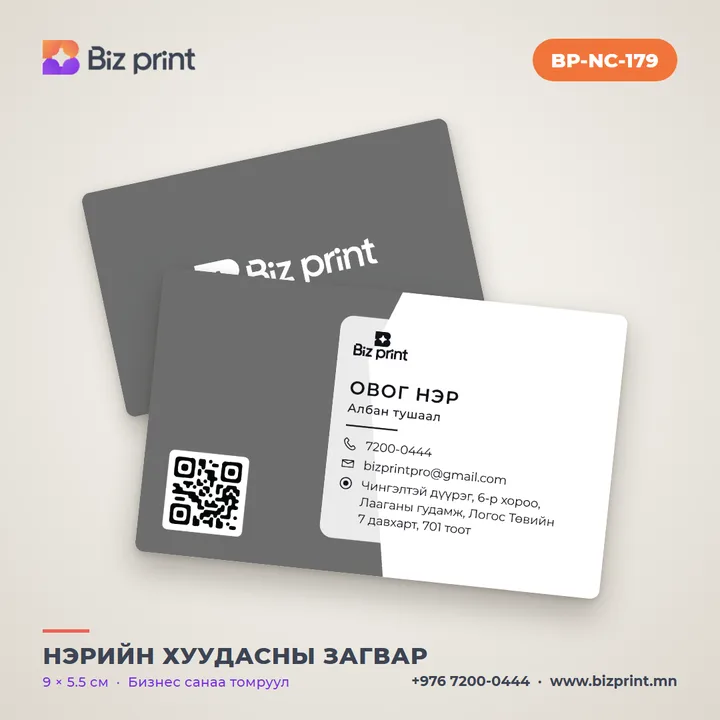 Biz print
BP-NC-179
Biz print
Biz print
ОВОГ НЭР
Албан тушаал
7200-0444
bizprintpro@gmail.com
Чингэлтэй дүүрэг, 6-р хороо,
Лааганы гудамж, Логос Төвийн
7 давхарт, 701 тоот
НЭРИЙН ХУУДАСНЫ ЗАГВАР
9 × 5.5 см · Бизнес санаа томруул
+976 7200-0444 · www.bizprint.mn